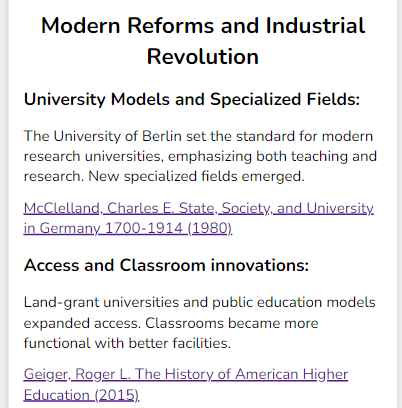 Modern Reforms and Industrial
Revolution
University Models and Specialized Fields:
The University of Berlin set the standard for modern
research universities, emphasizing both teaching and
research. New specialized fields emerged.
McClelland, Charles E. State, Society, and University
in Germany 1700-1914 (1980)
Access and Classroom innovations:
Land-grant universities and public education models
expanded access. Classrooms became more
functional with better facilities.
Geiger, Roger L. The History of American Higher
Education (2015)